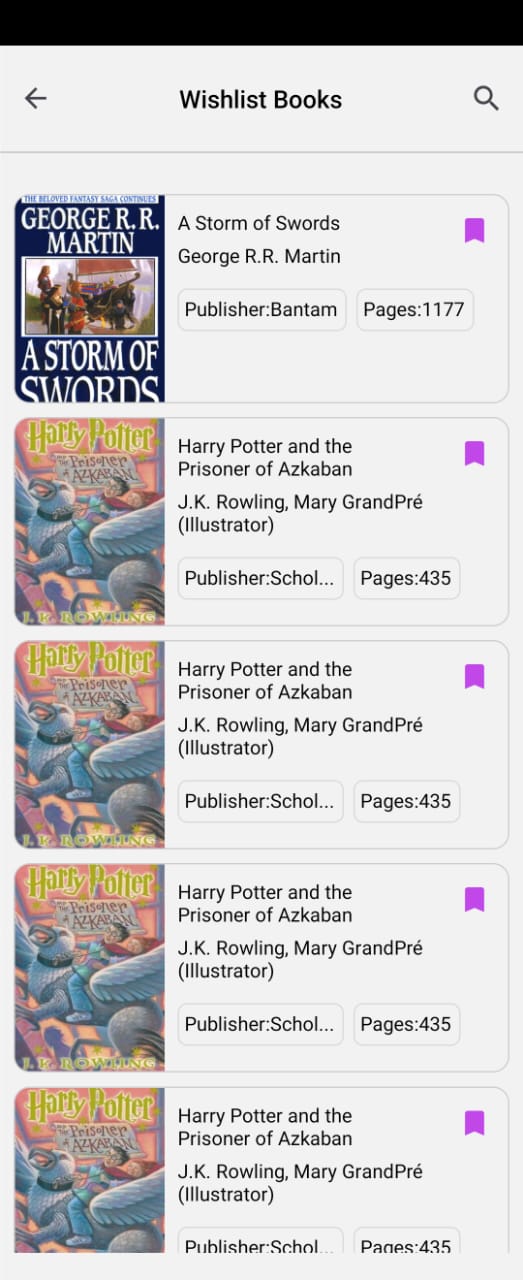 Wishlist Books
THE BELOVED FANTASY SAGA CONTINUES
GEORGE R. R.
MARTIN
A STORM OF
SWORDS
A Storm of Swords
George R.R. Martin
Publisher:Bantam
Pages:1177
Harry Potter
AND THE
Prisoner
of AZKABAN
J. K. ROWLING
Harry Potter and the
Prisoner of Azkaban
J.K. Rowling, Mary GrandPré
(Illustrator)
Publisher:Schol...
Pages:435
Harry Potter
AND THE
Prisoner
of AZKABAN
J. K. ROWLING
Harry Potter and the
Prisoner of Azkaban
J.K. Rowling, Mary GrandPré
(Illustrator)
Publisher:Schol...
Pages:435
Harry Potter
AND THE
Prisoner
of AZKABAN
J. K. ROWLING
Harry Potter and the
Prisoner of Azkaban
J.K. Rowling, Mary GrandPré
(Illustrator)
Publisher:Schol...
Pages:435
Harry Potter
AND THE
Prisoner
of AZKABAN
Harry Potter and the
Prisoner of Azkaban
J.K. Rowling, Mary GrandPré
(Illustrator)
Publisher:Schol...
Pages:435